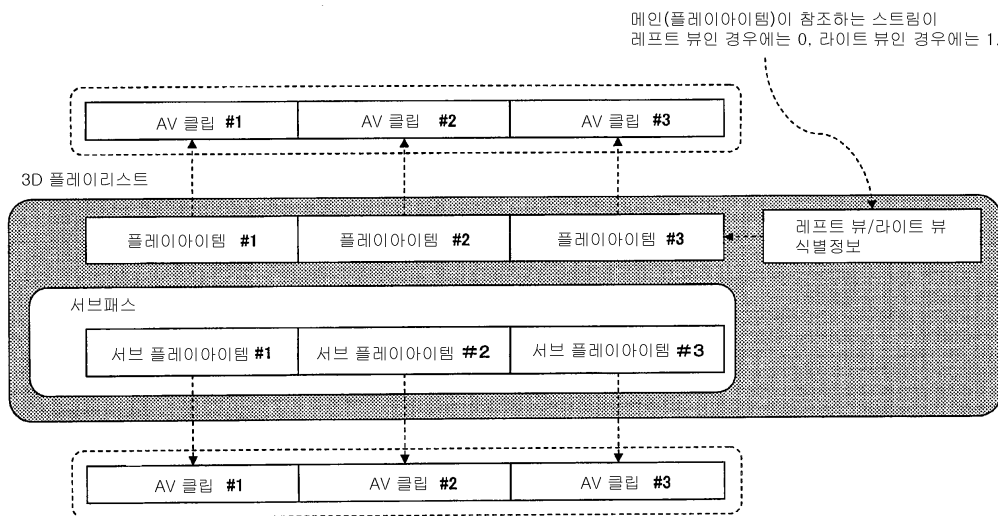 메인(플레이아이템)이 참조하는 스트림이
레프트 뷰인 경우에는 0, 라이트 뷰인 경우에는 1,
AV 클립 #1
AV 클립 #2
AV 클립 #3
3D 플레이리스트
플레이아이템 #1
플레이아이템 #2
플레이아이템 #3
레프트 뷰/라이트 뷰
식별정보
서브패스
서브 플레이아이템 #1
서브 플레이아이템 #2
서브 플레이아이템 #3
AV 클립 #1
AV 클립 #2
AV 클립 #3